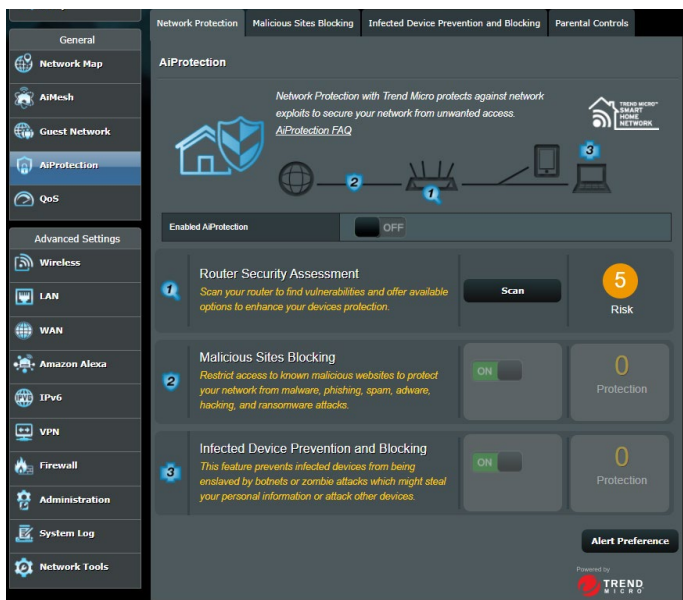 Network Protection
Malicious Sites Blocking
Infected Device Prevention and Blocking
Parental Controls
General
Network Map
AiMesh
Guest Network
AiProtection
QoS
Advanced Settings
Wireless
LAN
WAN
Amazon Alexa
IPv6
VPN
Firewall
Administration
System Log
Network Tools
AiProtection
Network Protection with Trend Micro protects against network
exploits to secure your network from unwanted access.
AiProtection FAQ
TREND MICRO™
SMART
HOME
NETWORK
2
1
3
Enabled AiProtection
OFF
1
Router Security Assessment
Scan your router to find vulnerabilities and offer available
options to enhance your devices protection.
Scan
5
Risk
2
Malicious Sites Blocking
Restrict access to known malicious websites to protect
your network from malware, phishing, spam, adware,
hacking, and ransomware attacks.
ON
0
Protection
3
Infected Device Prevention and Blocking
This feature prevents infected devices from being
enslaved by botnets or zombie attacks which might steal
your personal information or attack other devices.
ON
0
Protection
Alert Preference
Powered by
TREND
MICRO